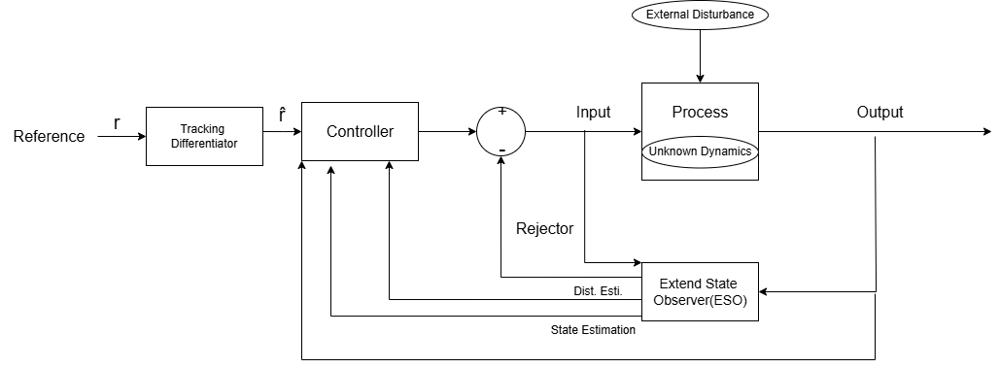 External Disturbance
Reference
r
Tracking
Differentiator
r̂
Controller
+
-
Input
Process
Unknown Dynamics
Output
Rejector
Extend State
Observer(ESO)
Dist. Esti.
State Estimation